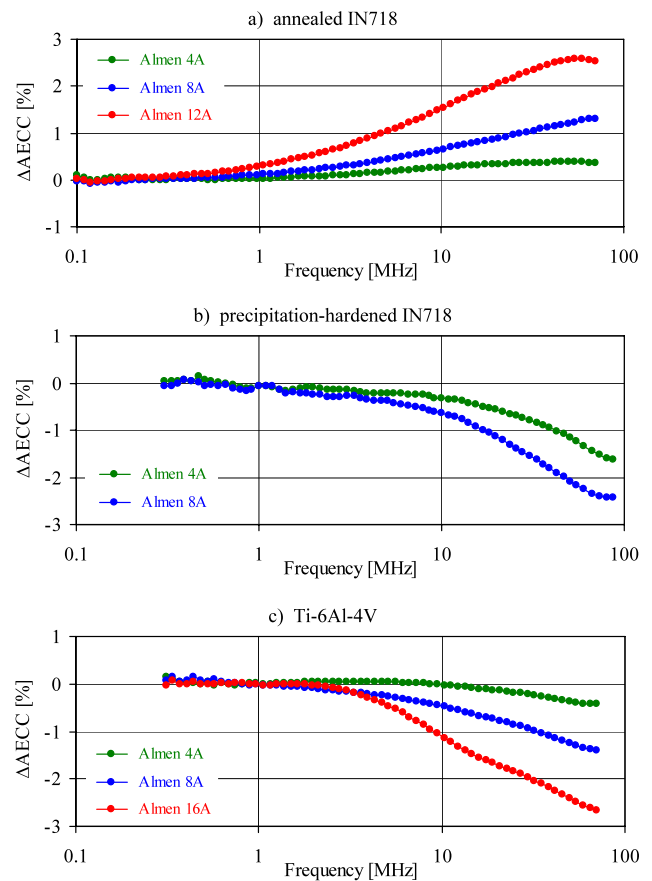 a) annealed IN718
3
2
1
0
-1
ΔAECC [%]
Almen 4A
Almen 8A
Almen 12A
0.1 1 10 100
Frequency [MHz]
b) precipitation-hardened IN718
1
0
-1
-2
-3
ΔAECC [%]
Almen 4A
Almen 8A
0.1 1 10 100
Frequency [MHz]
c) Ti-6Al-4V
1
0
-1
-2
-3
ΔAECC [%]
Almen 4A
Almen 8A
Almen 16A
0.1 1 10 100
Frequency [MHz]